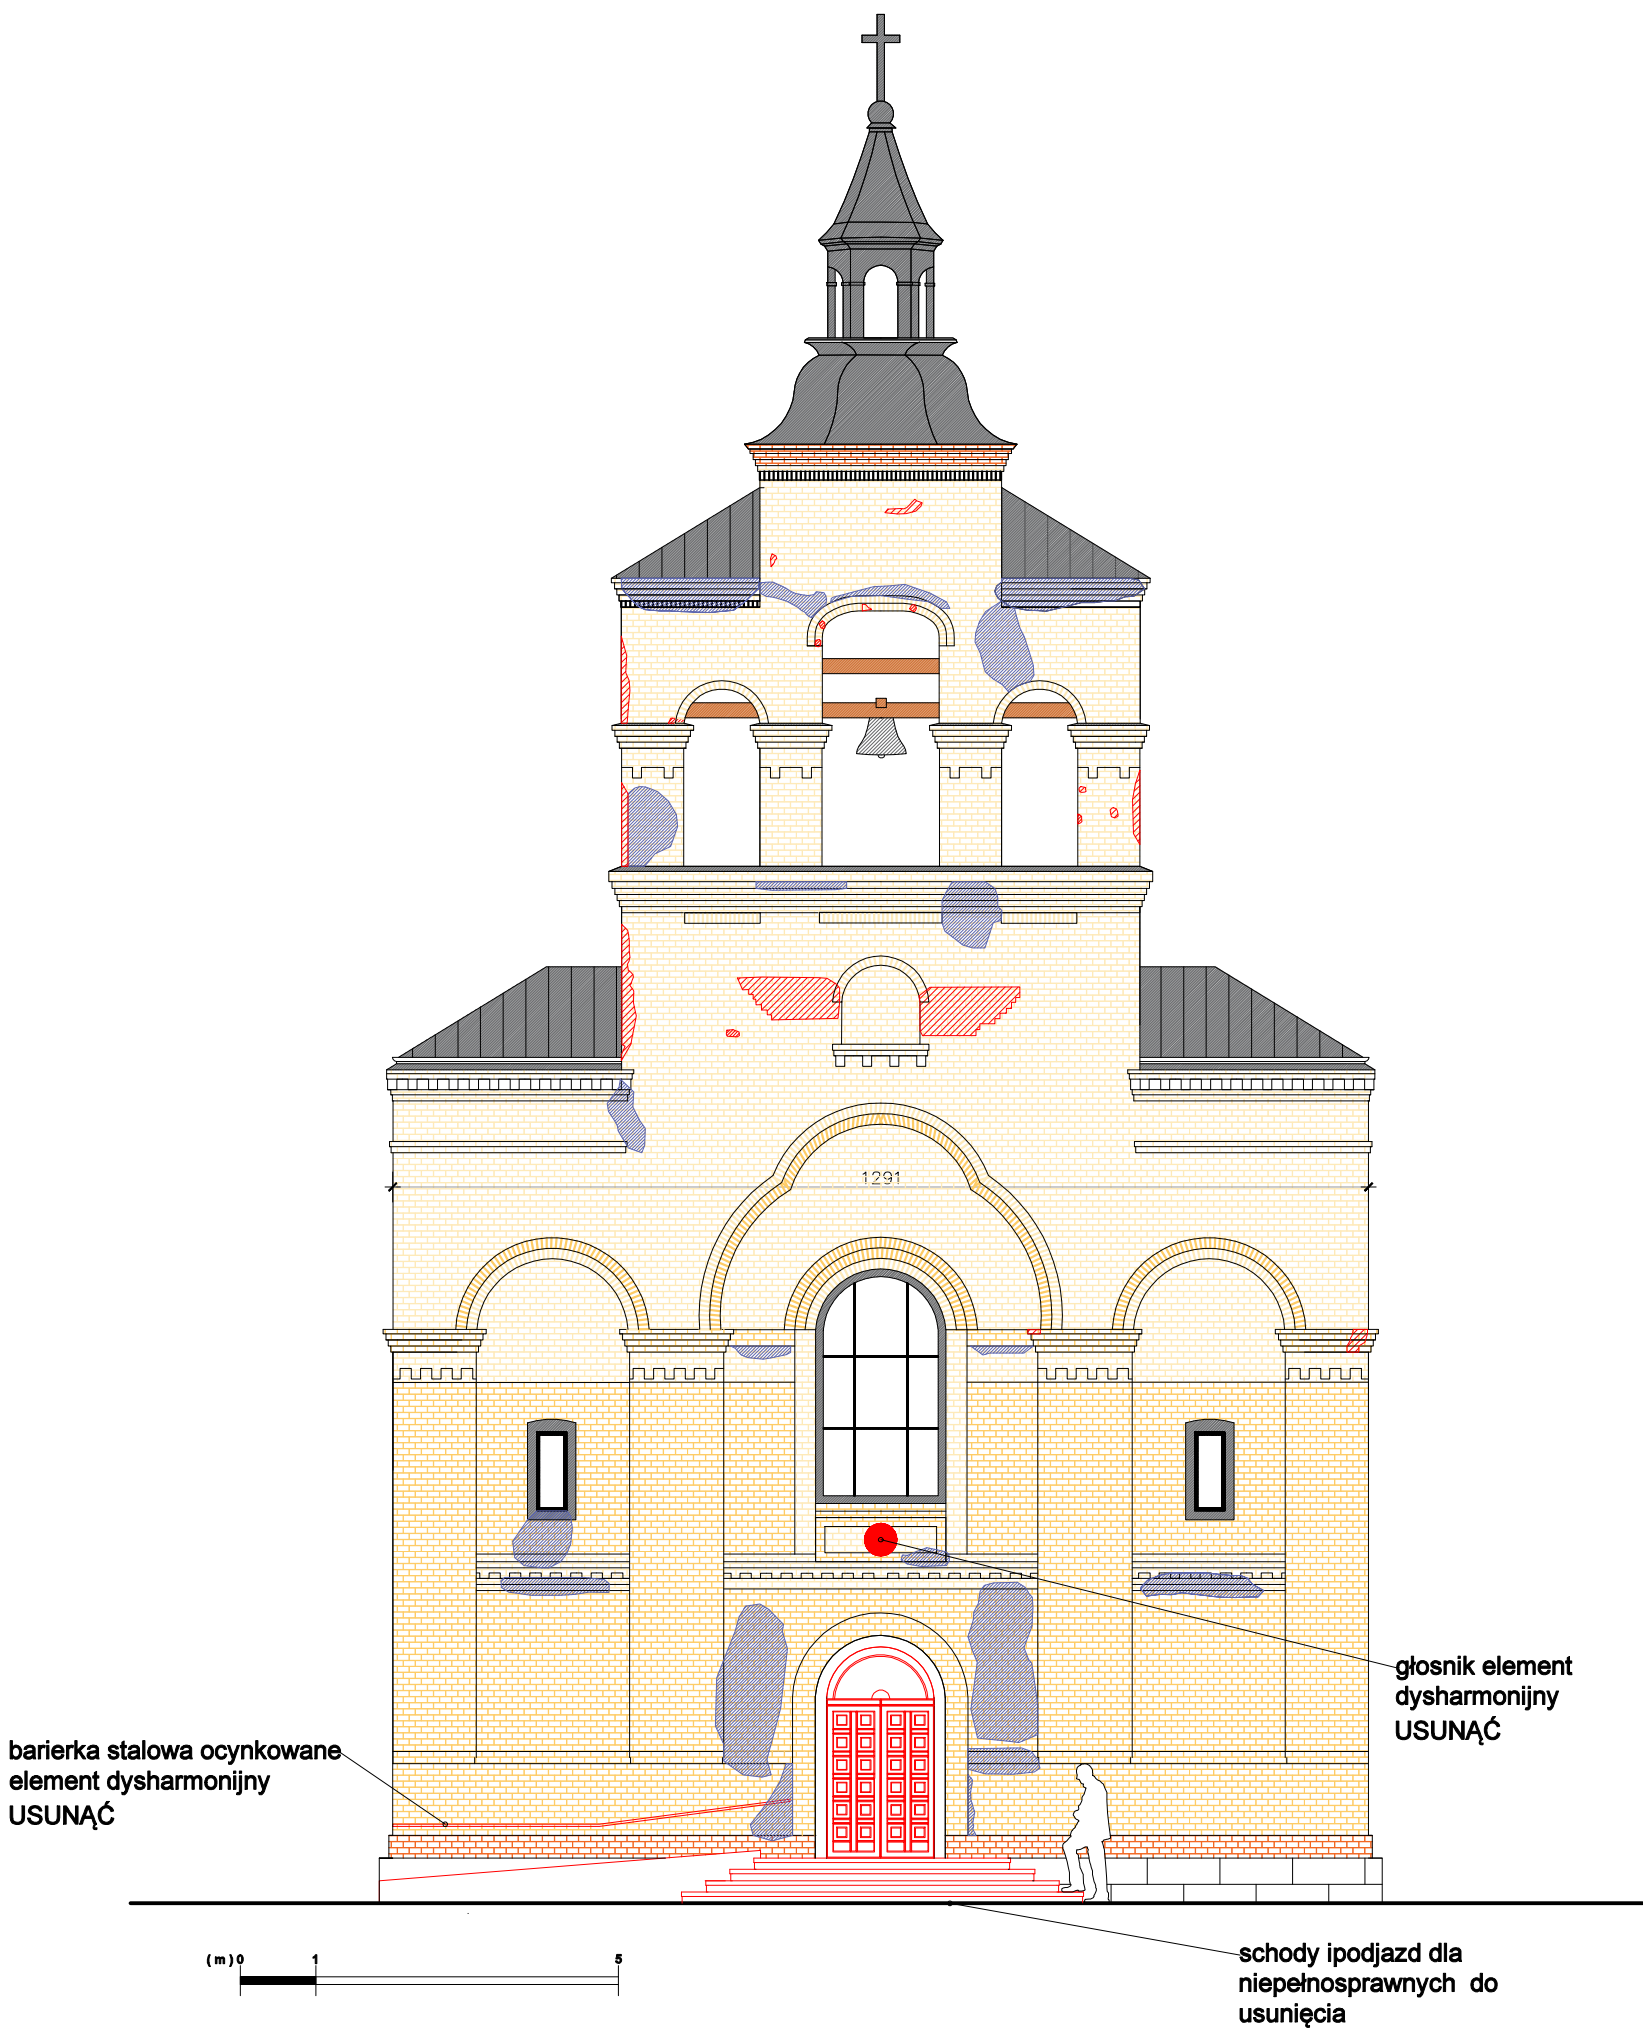 1291
głosnik element
dysharmonijny
USUNĄĆ
barierka stalowa ocynkowane
element dysharmonijny
USUNĄĆ
(m) 0 1 5
schody ipodjazd dla
niepełnosprawnych do
usunięcia